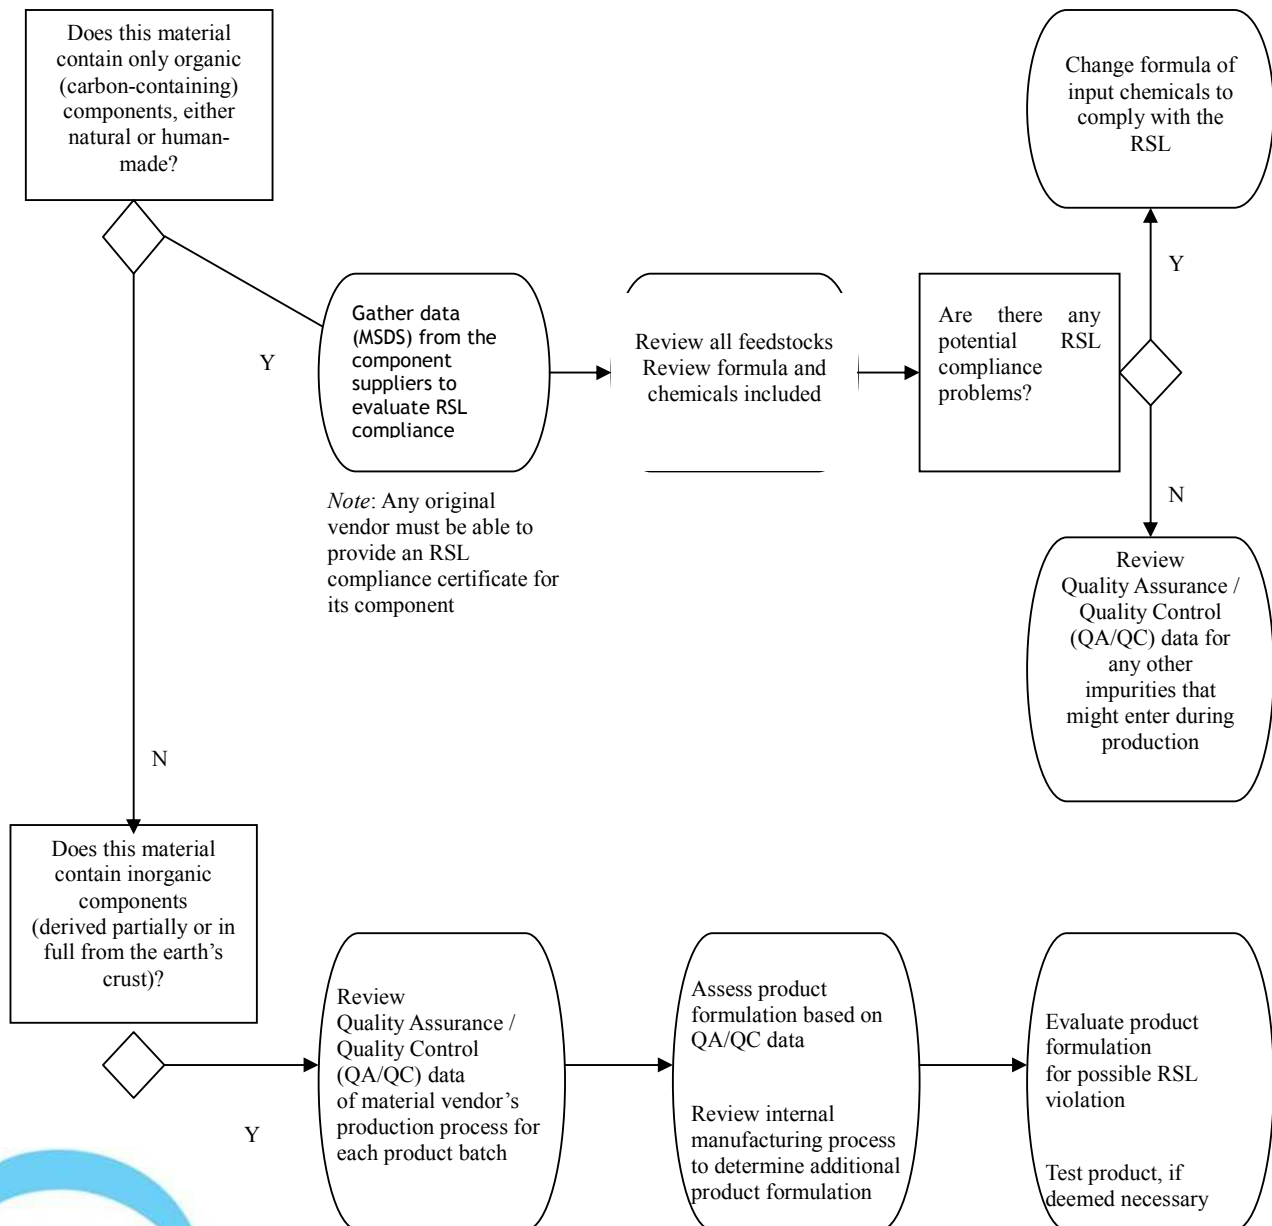 Does this material
contain only organic
(carbon-containing)
components, either
natural or human-
made?
Change formula of
input chemicals to
comply with the
RSL
Y
Y
Gather data
(MSDS) from the
component
suppliers to
evaluate RSL
compliance
Review all feedstocks
Review formula and
chemicals included
Are there any
potential RSL
compliance
problems?
Note: Any original
vendor must be able to
provide an RSL
compliance certificate for
its component
N
Review
Quality Assurance /
Quality Control
(QA/QC) data for
any other
impurities that
might enter during
production
N
Does this material
contain inorganic
components
(derived partially or in
full from the earth’s
crust)?
Y
Review
Quality Assurance /
Quality Control
(QA/QC) data
of material vendor’s
production process for
each product batch
Assess product
formulation based on
QA/QC data
Review internal
manufacturing process
to determine additional
product formulation
Evaluate product
formulation
for possible RSL
violation
Test product, if
deemed necessary